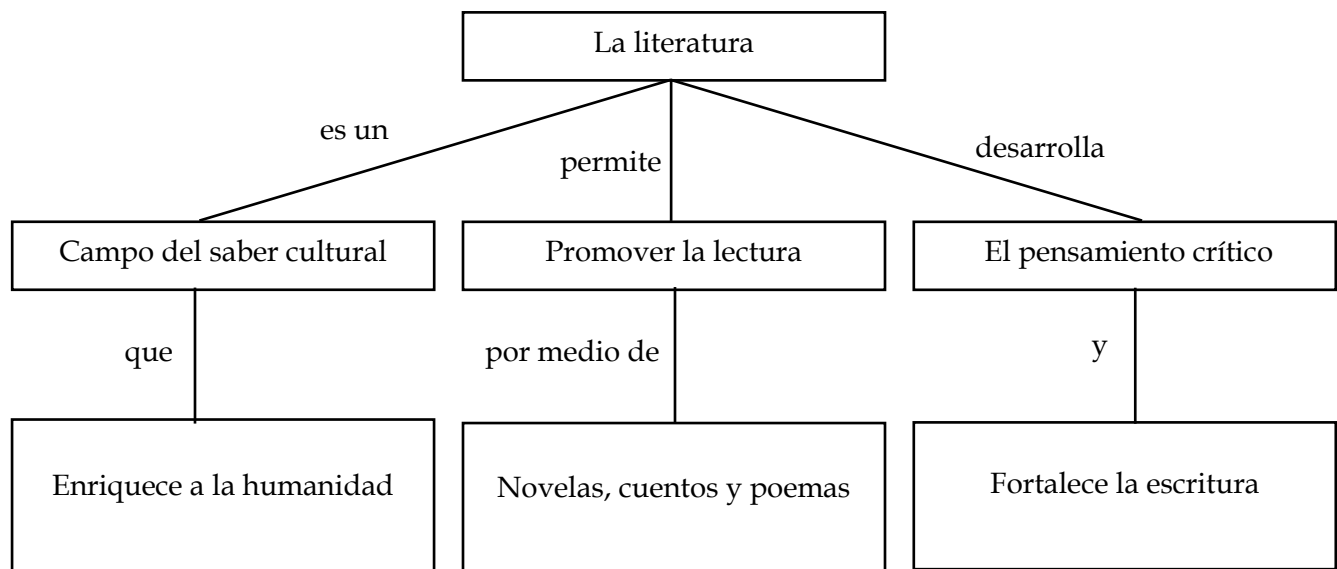 La literatura
es un
permite
desarrolla
Campo del saber cultural
Promover la lectura
El pensamiento crítico
que
por medio de
y
Enriquece a la humanidad
Novelas, cuentos y poemas
Fortalece la escritura